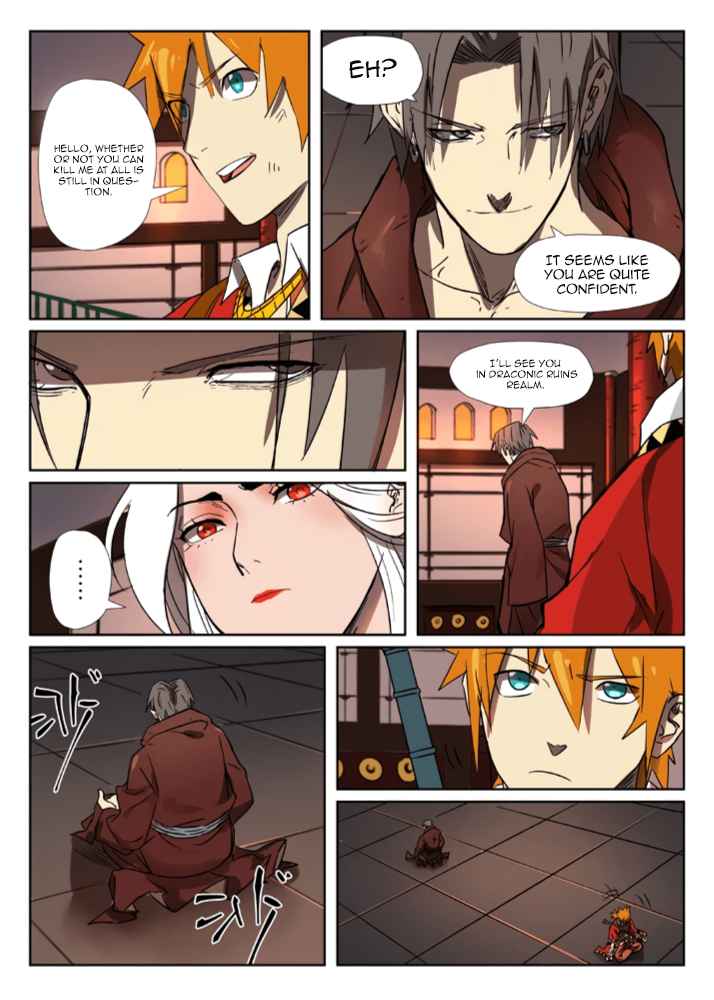 HELLO, WHETHER
OR NOT YOU CAN
KILL ME AT ALL IS
STILL IN QUES-
TION.
EH?
IT SEEMS LIKE
YOU ARE QUITE
CONFIDENT.
I'LL SEE YOU
IN DRACONIC RUINS
REALM.
......